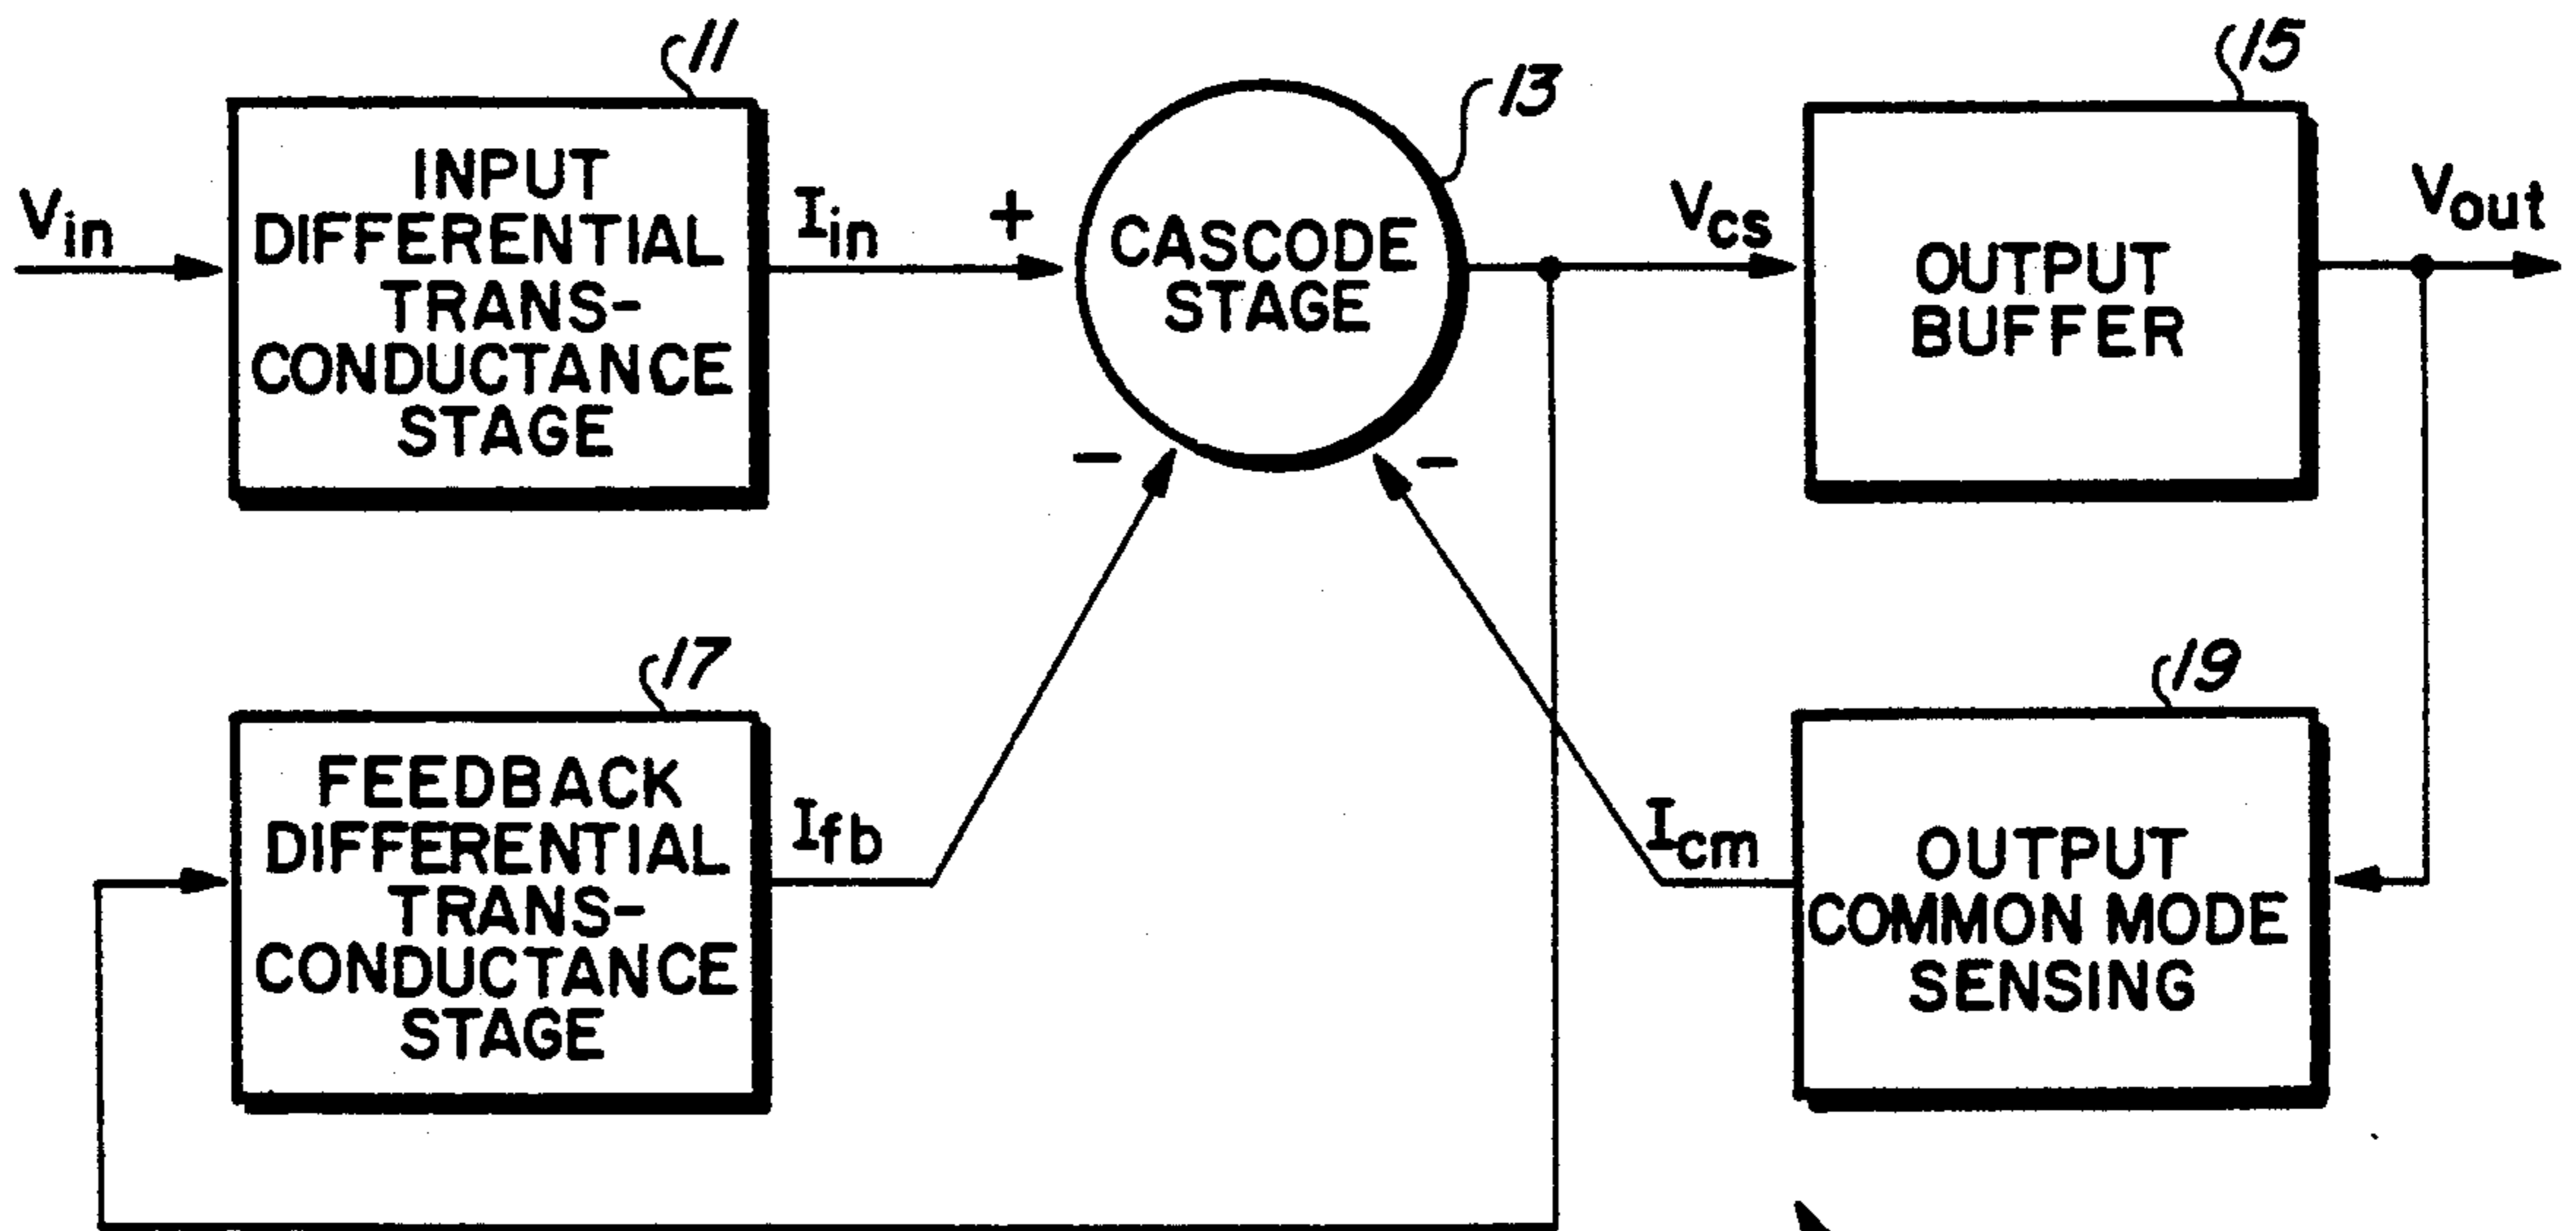 11
13
15
INPUT
DIFFERENTIAL
TRANS-
CONDUCTANCE
STAGE
Vin
Iin
+
CASCODE
STAGE
-
-
Vcs
OUTPUT
BUFFER
Vout
17
19
FEEDBACK
DIFFERENTIAL
TRANS-
CONDUCTANCE
STAGE
Ifb
Icm
OUTPUT
COMMON MODE
SENSING